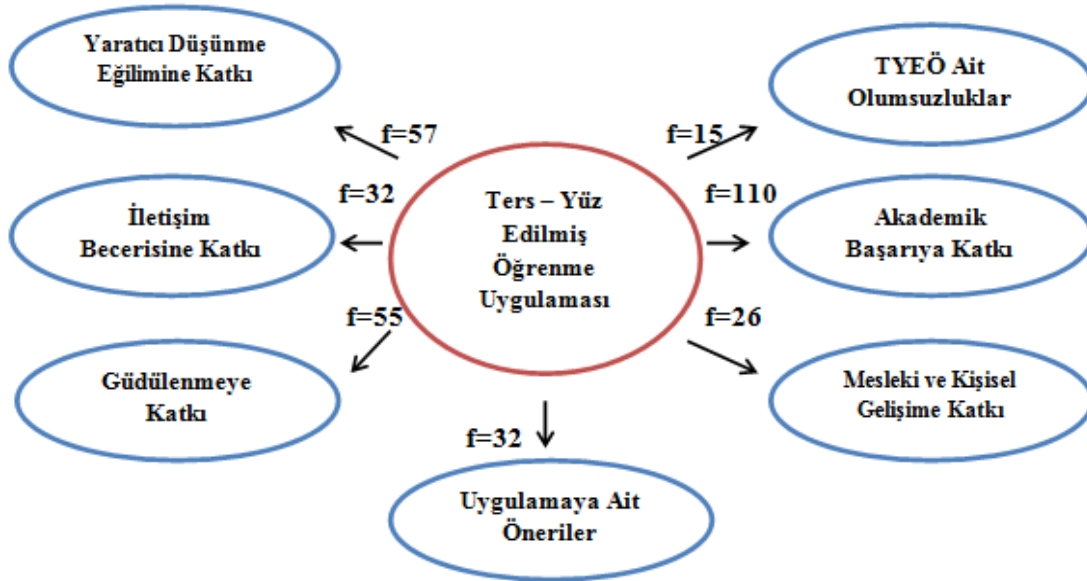 Yaratıcı Düşünme
Eğilimine Katkı
TYEÖ Ait
Olumsuzluklar
f=57
f=15
f=32
f=110
İletişim
Becerisine Katkı
Ters – Yüz
Edilmiş
Öğrenme
Uygulaması
Akademik
Başarıya Katkı
f=55
f=26
Güdülenmeye
Katkı
Mesleki ve Kişisel
Gelişime Katkı
f=32
Uygulamaya Ait
Öneriler